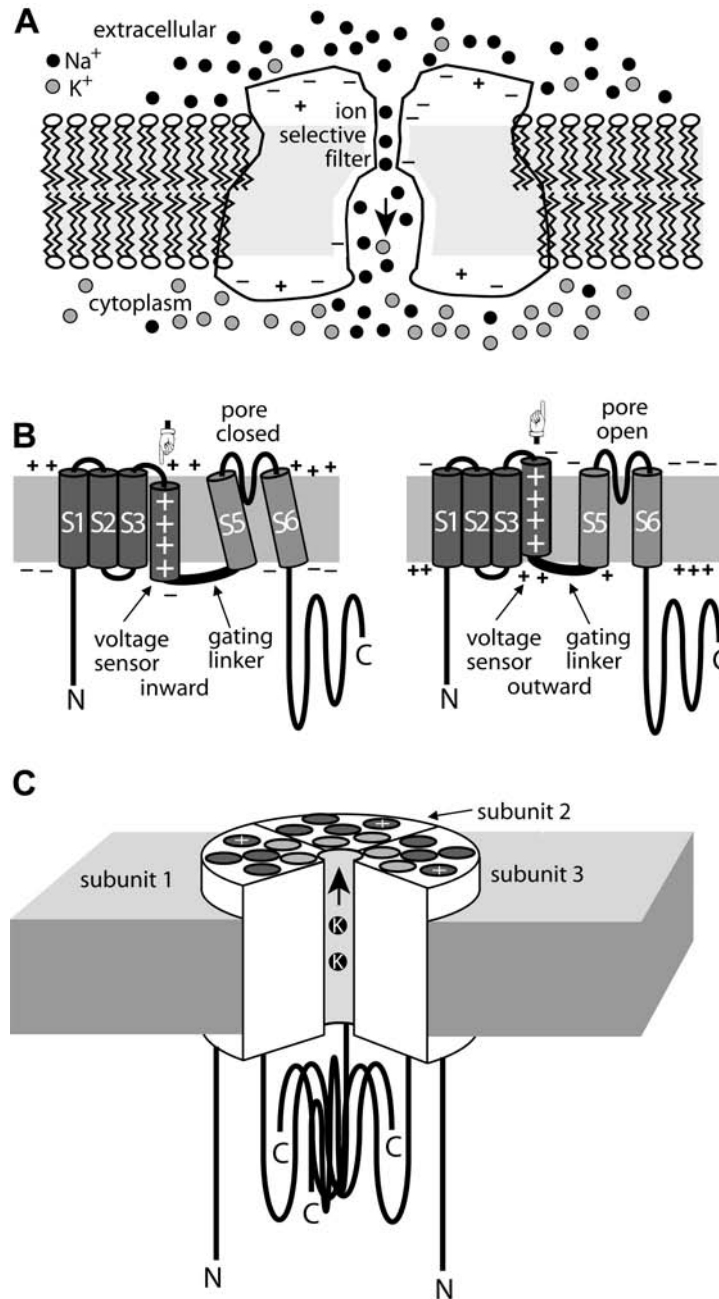 A
extracellular
Na+
K+
ion
selective
filter
cytoplasm
B
pore
closed
pore
open
S1 S2 S3 S5 S6
S1 S2 S3 S5 S6
voltage
sensor
inward
gating
linker
C
N
voltage
sensor
outward
gating
linker
C
N
C
subunit 2
subunit 1
subunit 3
K
K
C
C
C
N
N